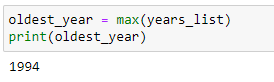 oldest_year = max(years_list)
print(oldest_year)
1994